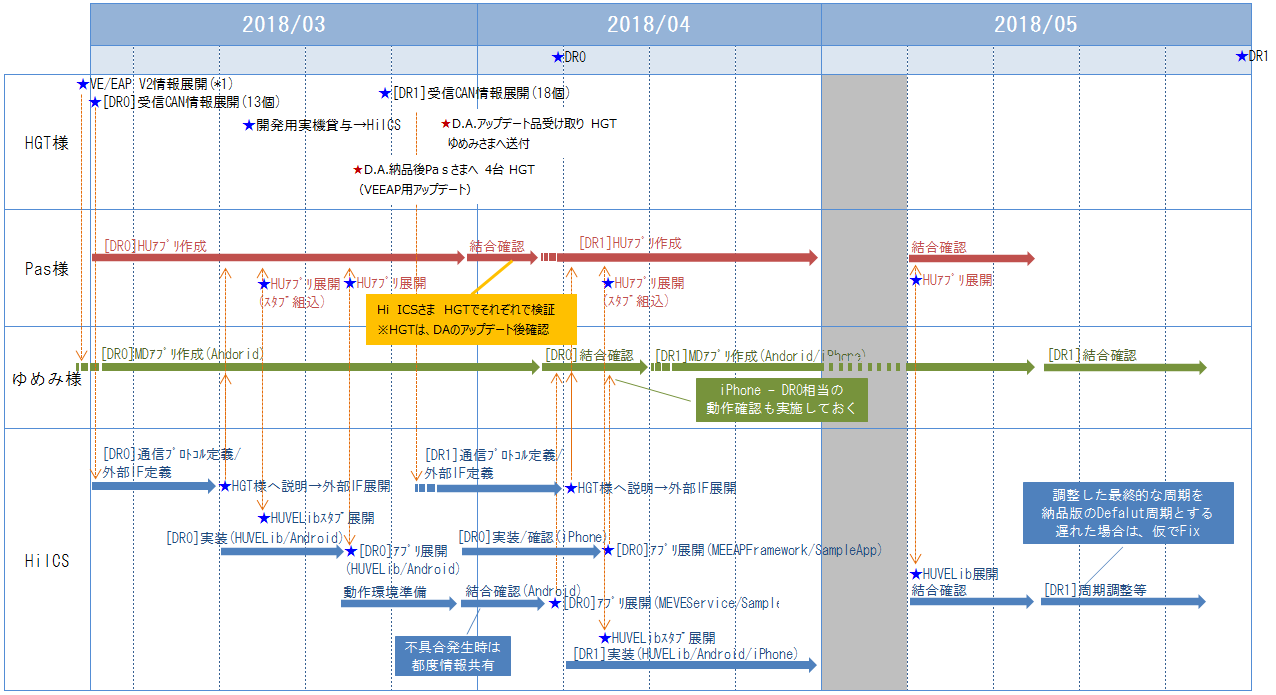 2018/03
2018/04
2018/05
★DR0
★DR1
HGT様
★VE/EAP V2情報展開(*1)
★[DR0]受信CAN情報展開(13個)
★[DR1]受信CAN情報展開(18個)
★開発用実機貸与→HiICS
★D.A.アップデート品受け取り HGT
ゆめみさまへ送付
★D.A.納品後Pasさまへ 4台 HGT
(VEEAP用アップデート)
Pas様
[DR0]HUｱﾌﾟﾘ作成
結合確認
[DR1]HUｱﾌﾟﾘ作成
結合確認
★HUｱﾌﾟﾘ展開
(ｽﾀﾌﾞ組込)
★HUｱﾌﾟﾘ展開
★HUｱﾌﾟﾘ展開
(ｽﾀﾌﾞ組込)
★HUｱﾌﾟﾘ展開
Hi ICSさま HGTでそれぞれで検証
※HGTは、DAのアップデート後確認
ゆめみ様
[DR0]MDｱﾌﾟﾘ作成(Andorid)
[DR0]結合確認
[DR1]MDｱﾌﾟﾘ作成(Andorid/iPhone)
[DR1]結合確認
iPhone － DR0相当の
動作確認も実施しておく
HiICS
[DR0]通信ﾌﾟﾛﾄｺﾙ定義/
外部IF定義
[DR1]通信ﾌﾟﾛﾄｺﾙ定義/
外部IF定義
★HGT様へ説明→外部IF展開
★HGT様へ説明→外部IF展開
★HUVELibｽﾀﾌﾞ展開
[DR0]実装(HUVELib/Android)
★[DR0]ｱﾌﾟﾘ展開
(HUVELib/Android)
[DR0]実装/確認(iPhone)
★[DR0]ｱﾌﾟﾘ展開(MEEAPFramework/SampleApp)
動作環境準備
結合確認(Android)
★[DR0]ｱﾌﾟﾘ展開(MEVEService/Sample
不具合発生時は
都度情報共有
★HUVELibｽﾀﾌﾞ展開
[DR1]実装(HUVELib/Android/iPhone)
★HUVELib展開
結合確認
[DR1]周期調整等
調整した最終的な周期を
納品版のDefalut周期とする
遅れた場合は、仮でFix